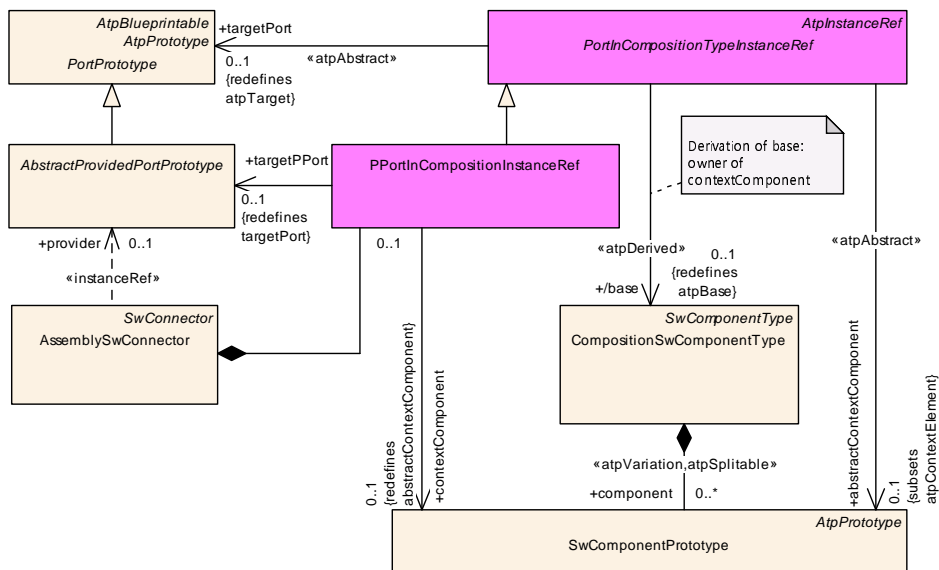 AtpBlueprintable
AtpPrototype
PortPrototype
+targetPort
0..1
{redefines
atpTarget}
«atpAbstract»
AtpInstanceRef
PortInCompositionTypeInstanceRef
AbstractProvidedPortPrototype
+targetPPort
0..1
{redefines
targetPort}
PPortInCompositionInstanceRef
Derivation of base:
owner of
contextComponent
+provider
0..1
«instanceRef»
0..1
«atpDerived»
0..1
{redefines
atpBase}
+/base
«atpAbstract»
SwConnector
AssemblySwConnector
SwComponentType
CompositionSwComponentType
0..1
{redefines
abstractContextComponent}
+contextComponent
«atpVariation,atpSplitable»
+component
0..*
+abstractContextComponent
0..1
{subsets
atpContextElement}
AtpPrototype
SwComponentPrototype